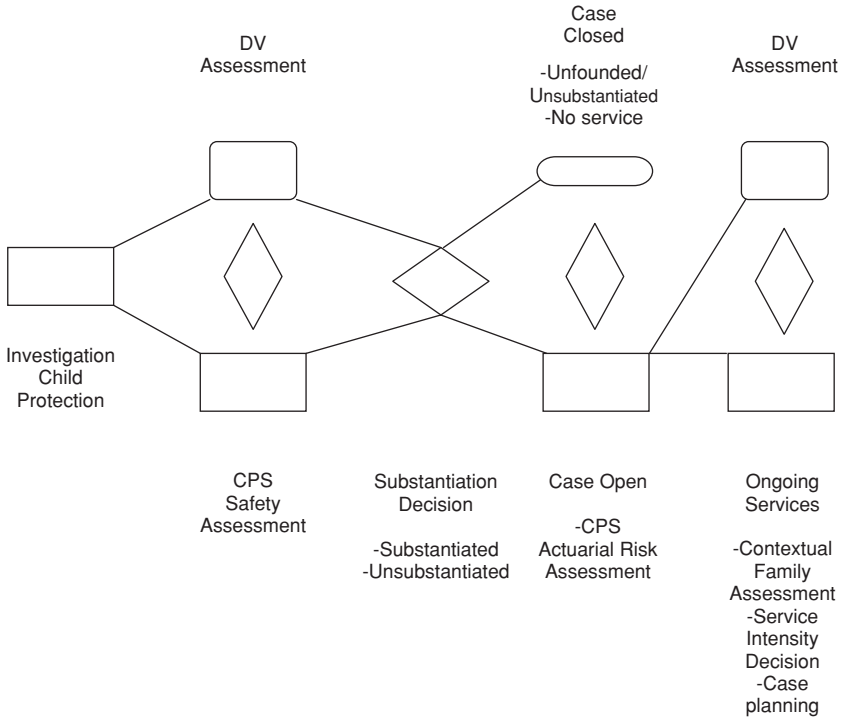 DV
Assessment
Case
Closed
-Unfounded/
Unsubstantiated
-No service
DV
Assessment
Investigation
Child
Protection
CPS
Safety
Assessment
Substantiation
Decision
-Substantiated
-Unsubstantiated
Case Open
-CPS
Actuarial Risk
Assessment
Ongoing
Services
-Contextual
Family
Assessment
-Service
Intensity
Decision
-Case
planning